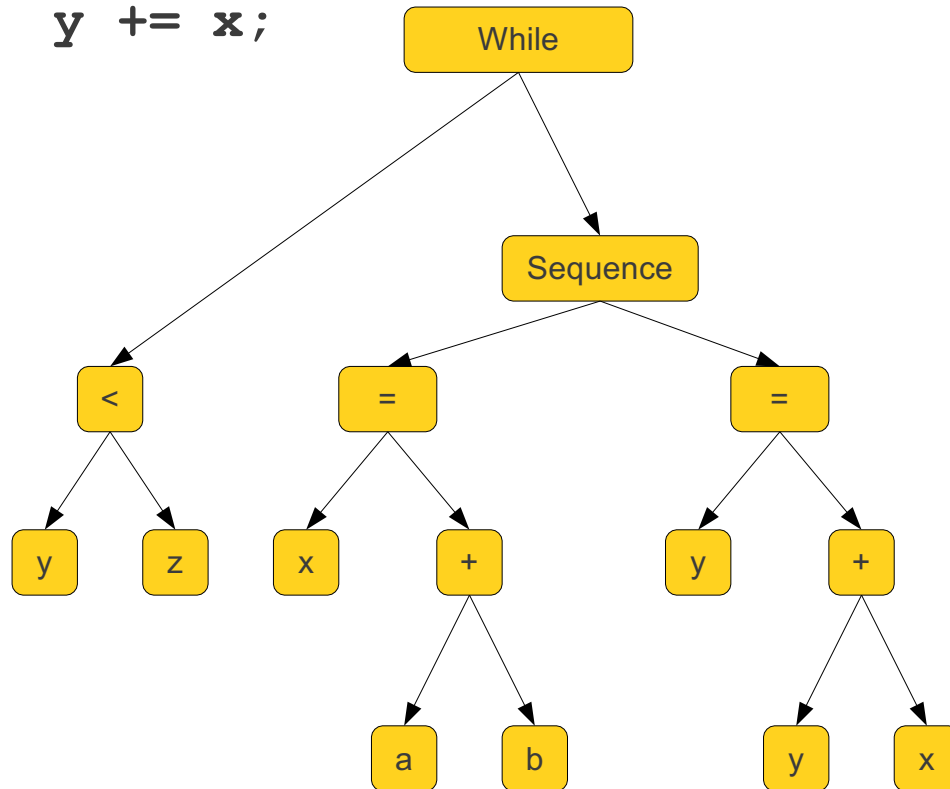 y += x;
While
Sequence
< = =
y z x + y +
a b y x